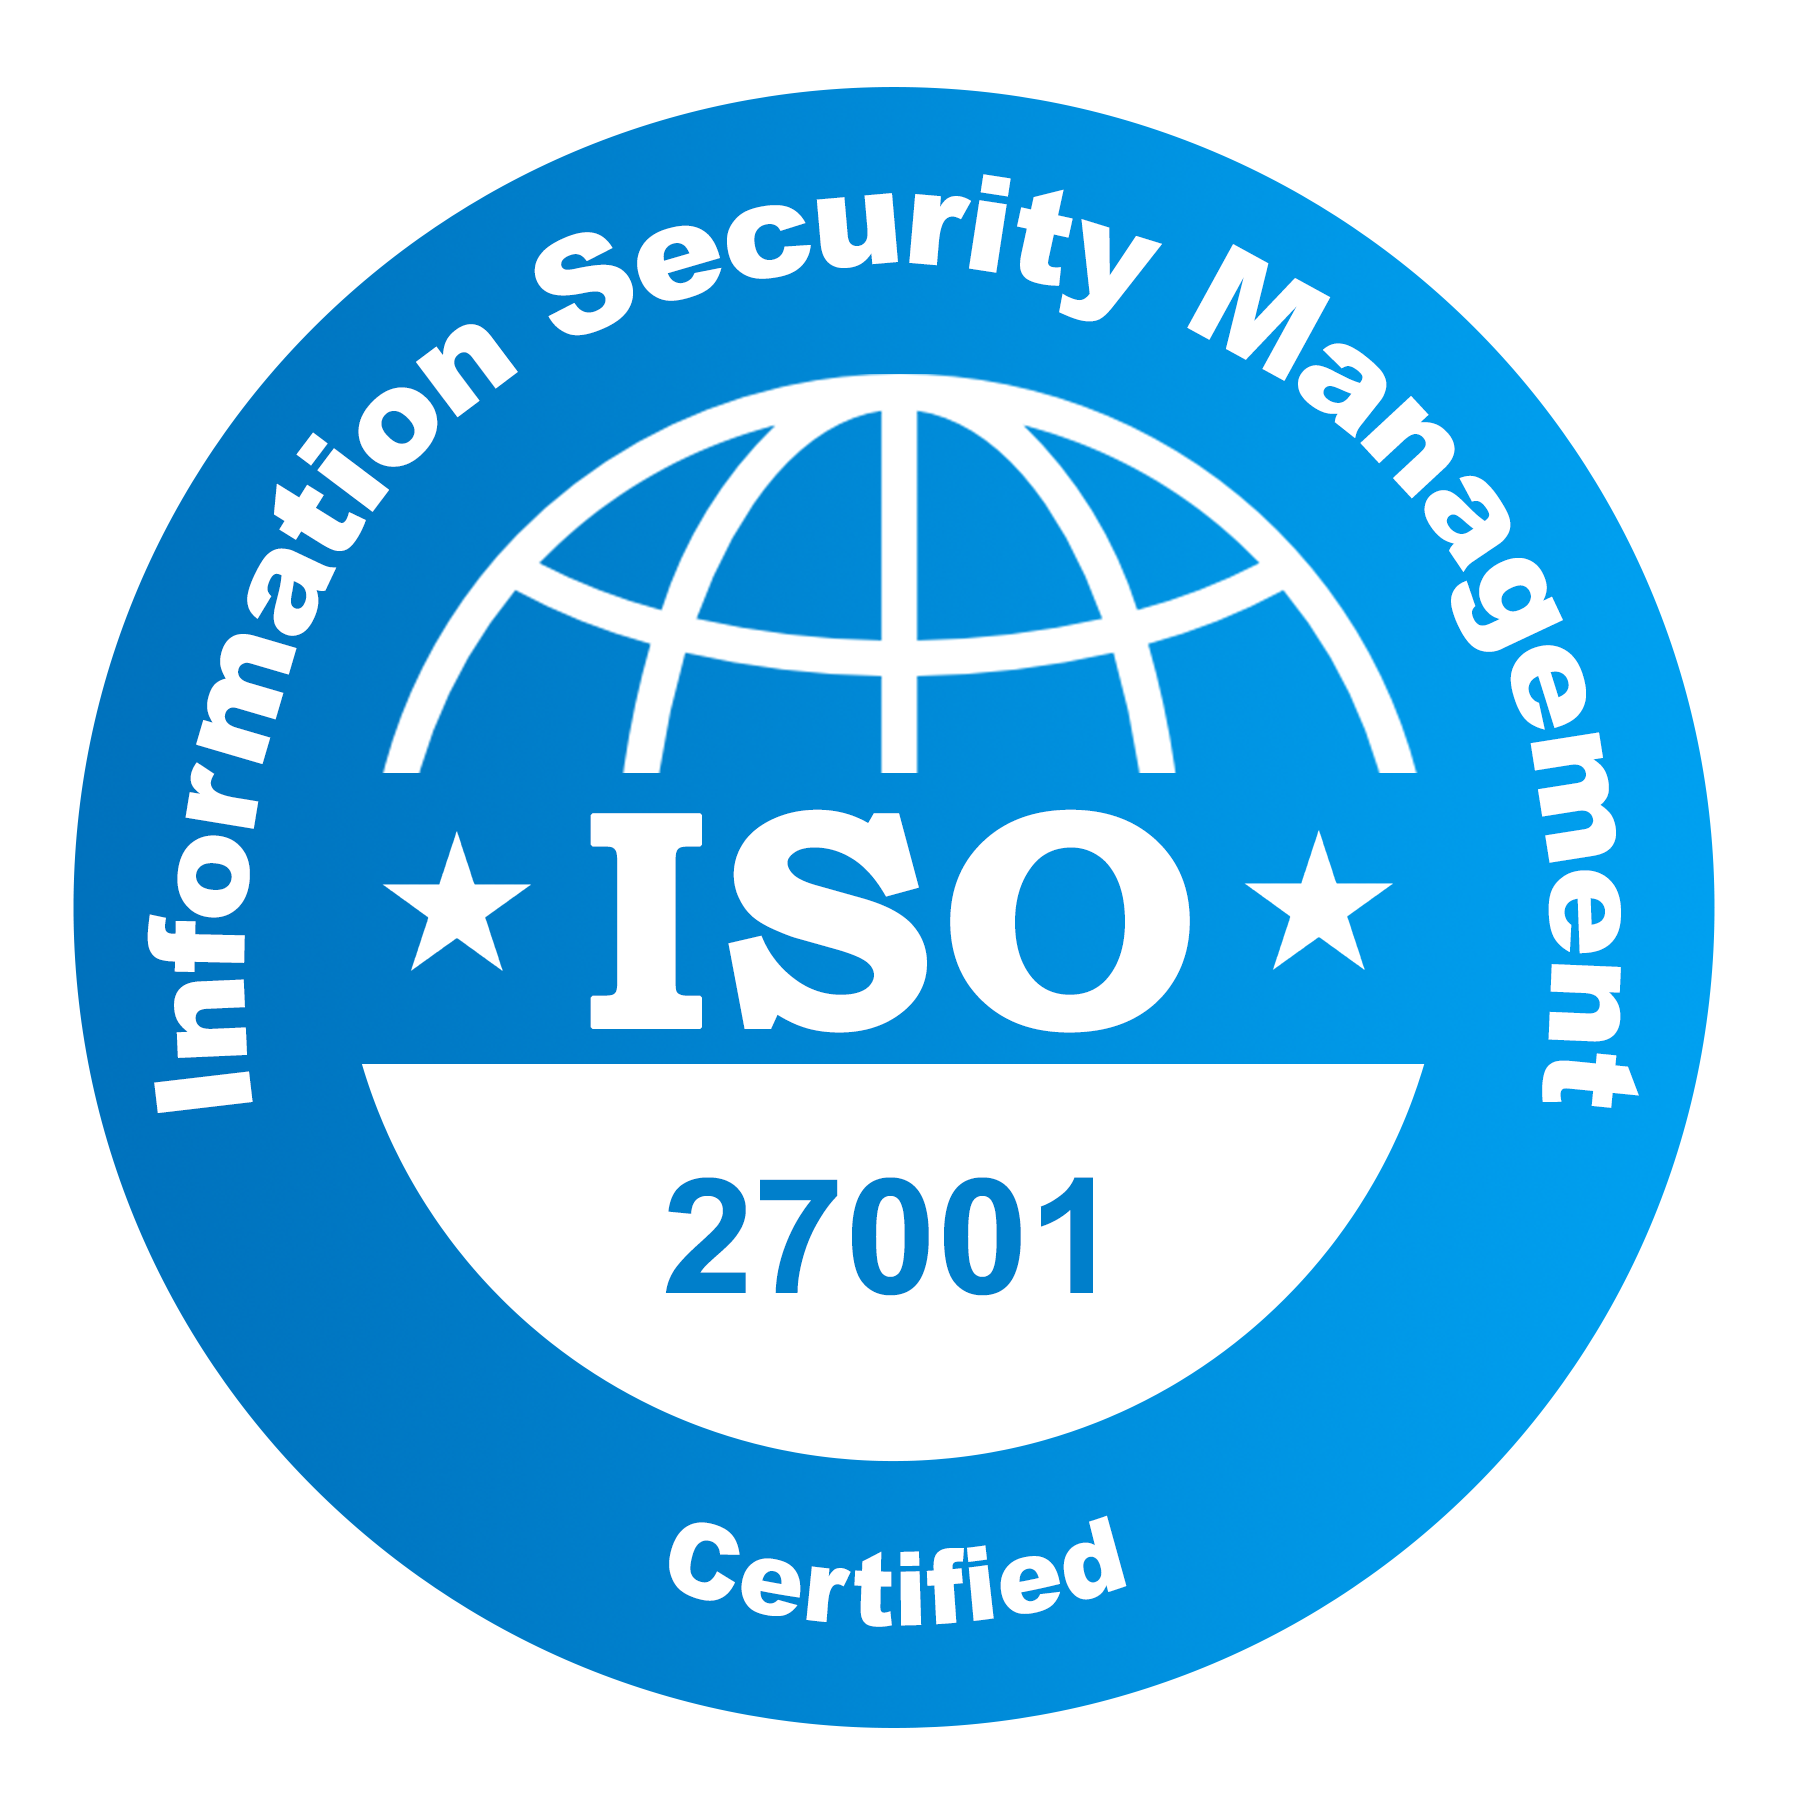 Information Security Management
ISO
27001
Certified